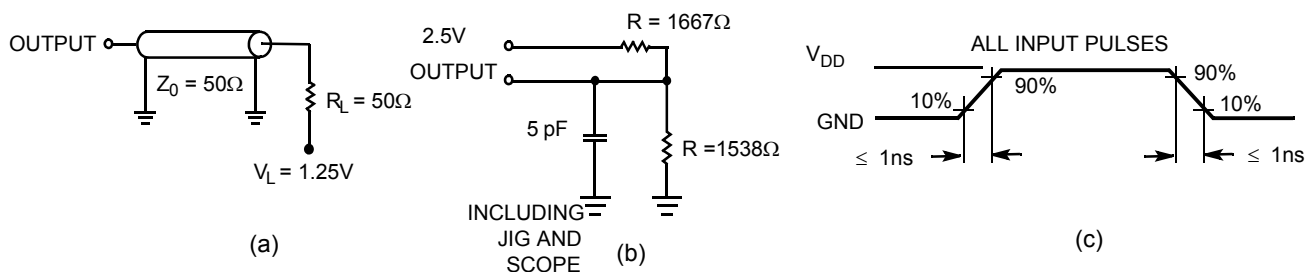 OUTPUT
Z0 = 50Ω
RL = 50Ω
VL = 1.25V
(a)
R = 1667Ω
2.5V
OUTPUT
5 pF
R =1538Ω
INCLUDING
JIG AND
SCOPE
(b)
ALL INPUT PULSES
VDD
GND
10%
90%
90%
10%
≤ 1ns
≤ 1ns
(c)